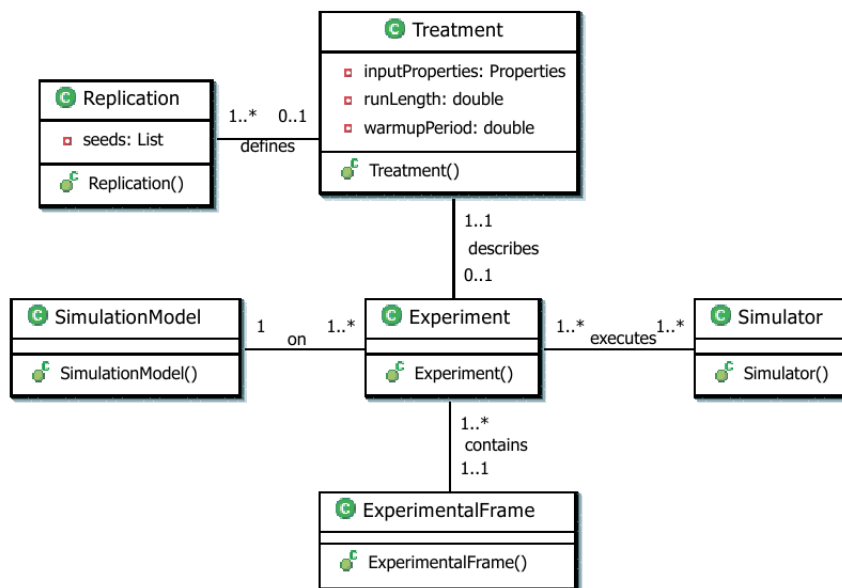 C Treatment
inputProperties: Properties
runLength: double
warmupPeriod: double
C Treatment()
C Replication
seeds: List
C Replication()
1..* 0..1
defines
1..1
describes
0..1
C SimulationModel
C SimulationModel()
1 on 1..*
C Experiment
C Experiment()
1..* executes 1..*
C Simulator
C Simulator()
1..*
contains
1..1
C ExperimentalFrame
C ExperimentalFrame()